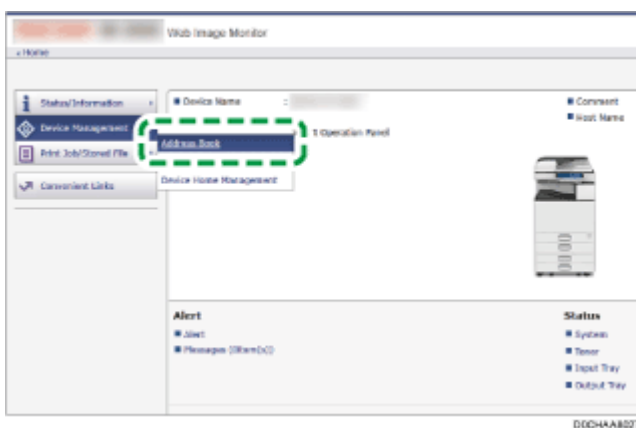 Web Image Monitor
Home
Status/Information
Device Name :
Comment
Host Name
Device Management
Address Book
Operation Panel
Print Job/Stored File
Device Home Management
Convenient Links
Alert
Status
Alert
System
Messages
Toner
Input Tray
Output Tray